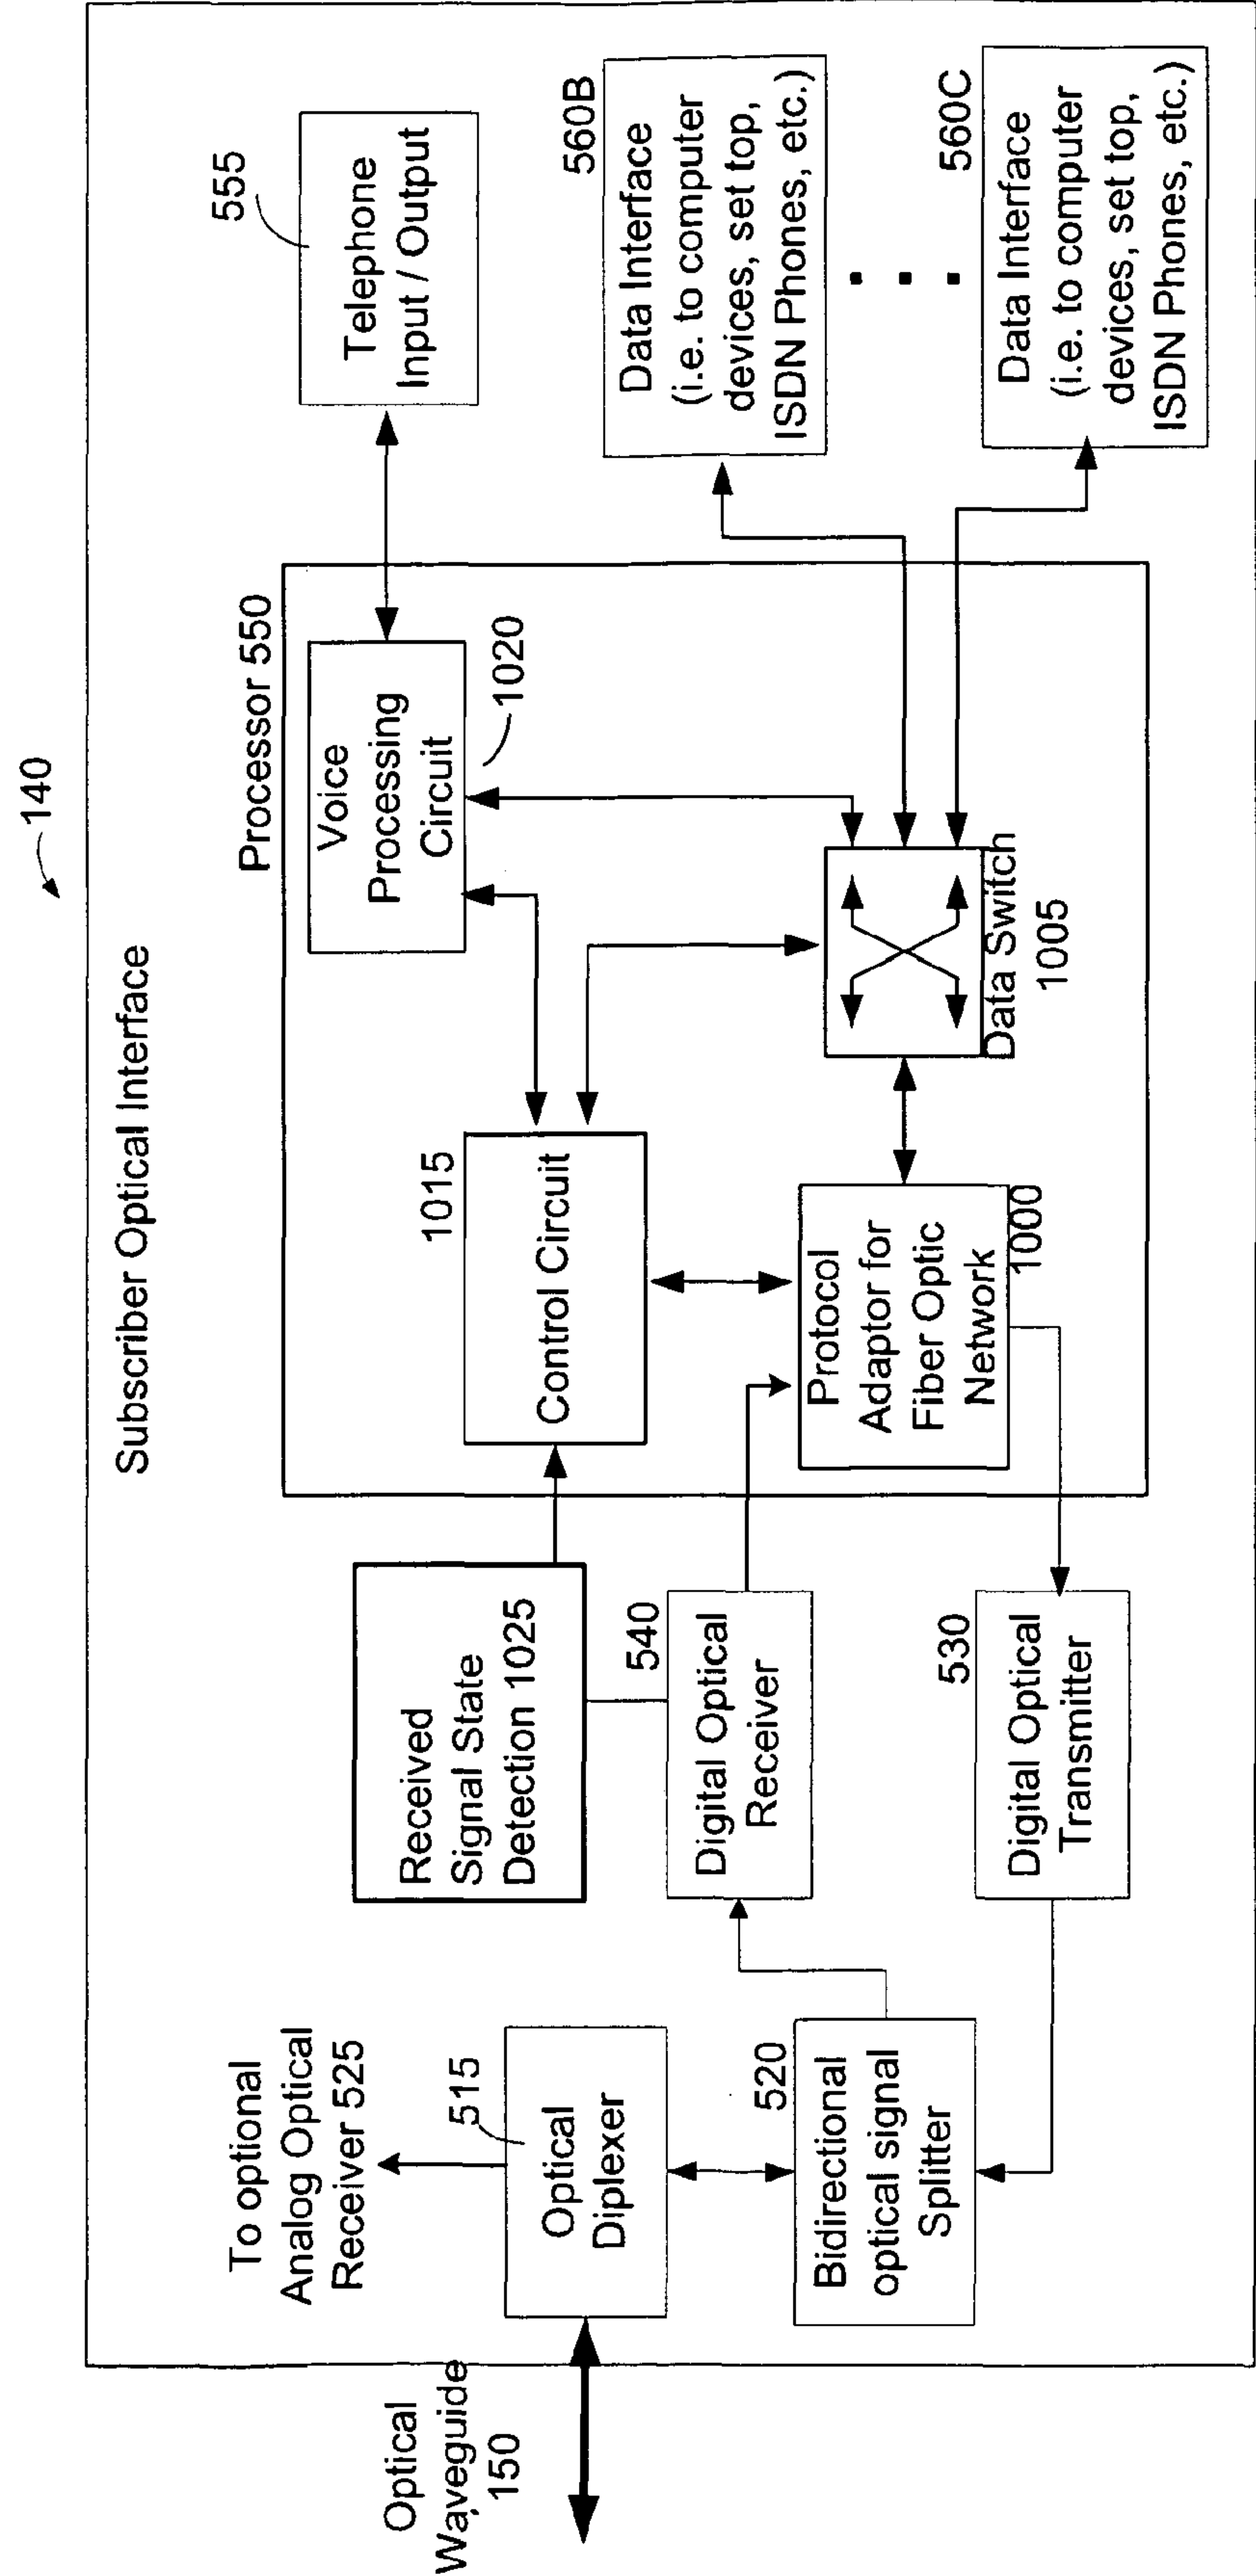 140
Subscriber Optical Interface
Optical
Waveguide
150
To optional
Analog Optical
Receiver 525
515
Optical
Diplexer
520
Bidirectional
optical signal
Splitter
Received
Signal State
Detection 1025
540
Digital Optical
Receiver
530
Digital Optical
Transmitter
Processor 550
1015
Control Circuit
Protocol
Adaptor for
Fiber Optic
Network
1000
Voice
Processing
Circuit
1020
Data Switch
1005
555
Telephone
Input / Output
560B
Data Interface
(i.e. to computer
devices, set top,
ISDN Phones, etc.)
560C
Data Interface
(i.e. to computer
devices, set top,
ISDN Phones, etc.)